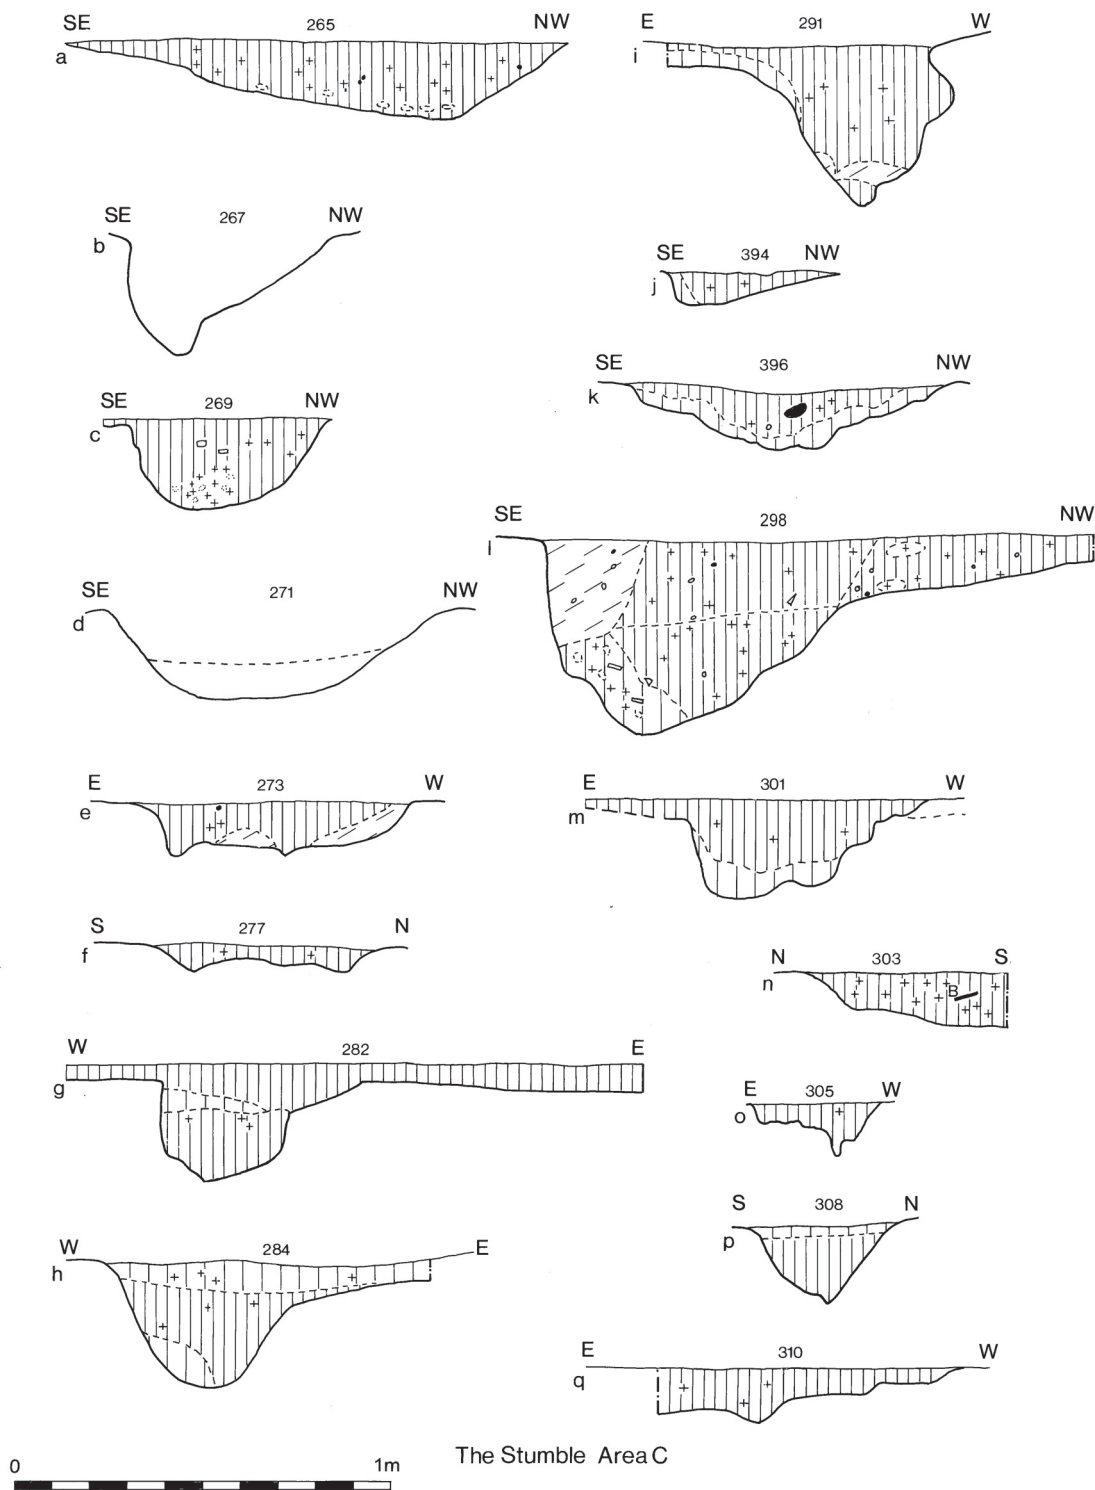 SE 265 NW
a
SE 267 NW
b
SE 269 NW
c
SE 271 NW
d
E 273 W
e
S 277 N
f
W 282 E
g
W 284 E
h
E 291 W
i
SE 394 NW
j
SE 396 NW
k
SE 298 NW
l
E 301 W
m
N 303 S
n
B
E 305 W
o
S 308 N
p
E 310 W
q
The Stumble Area C
0 1m